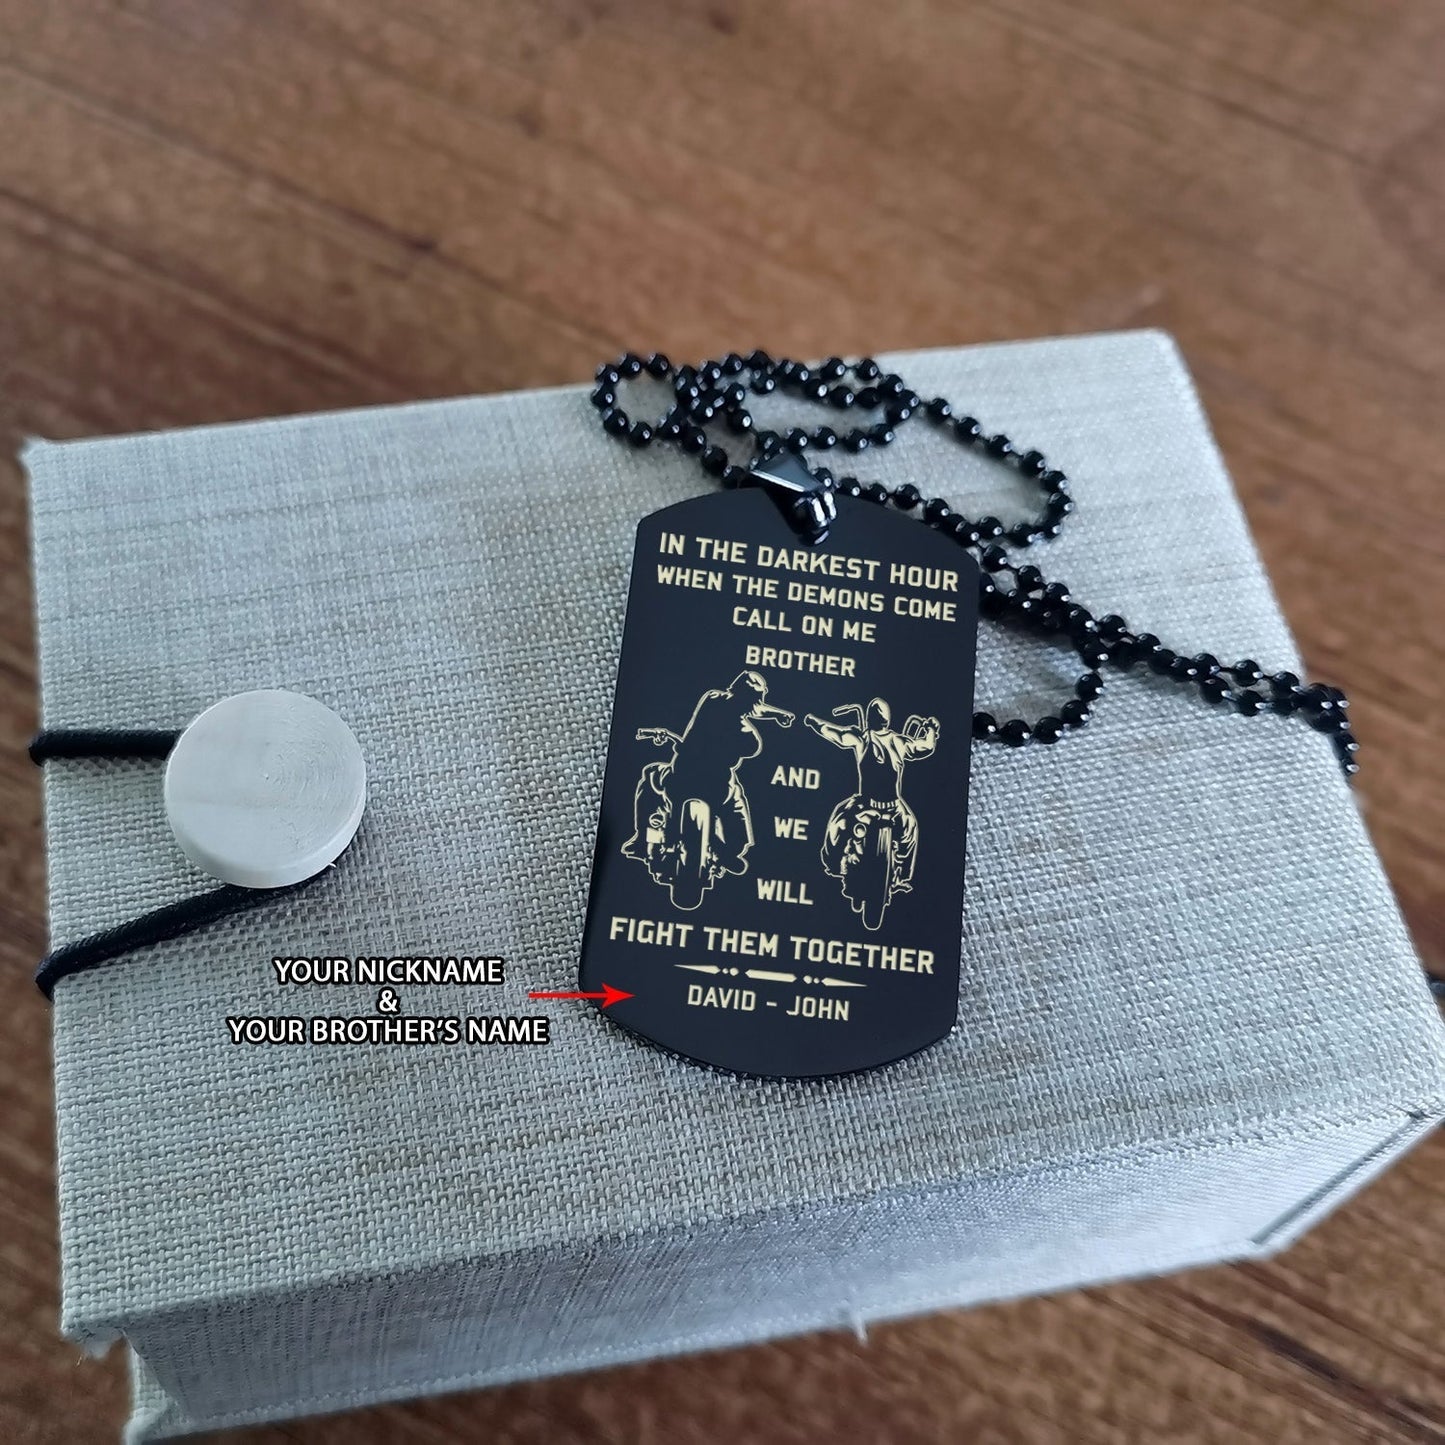 IN THE DARKEST HOUR
WHEN THE DEMONS COME
CALL ON ME
BROTHER
AND
WE
WILL
FIGHT THEM TOGETHER
DAVID - JOHN
YOUR NICKNAME
&
YOUR BROTHER'S NAME